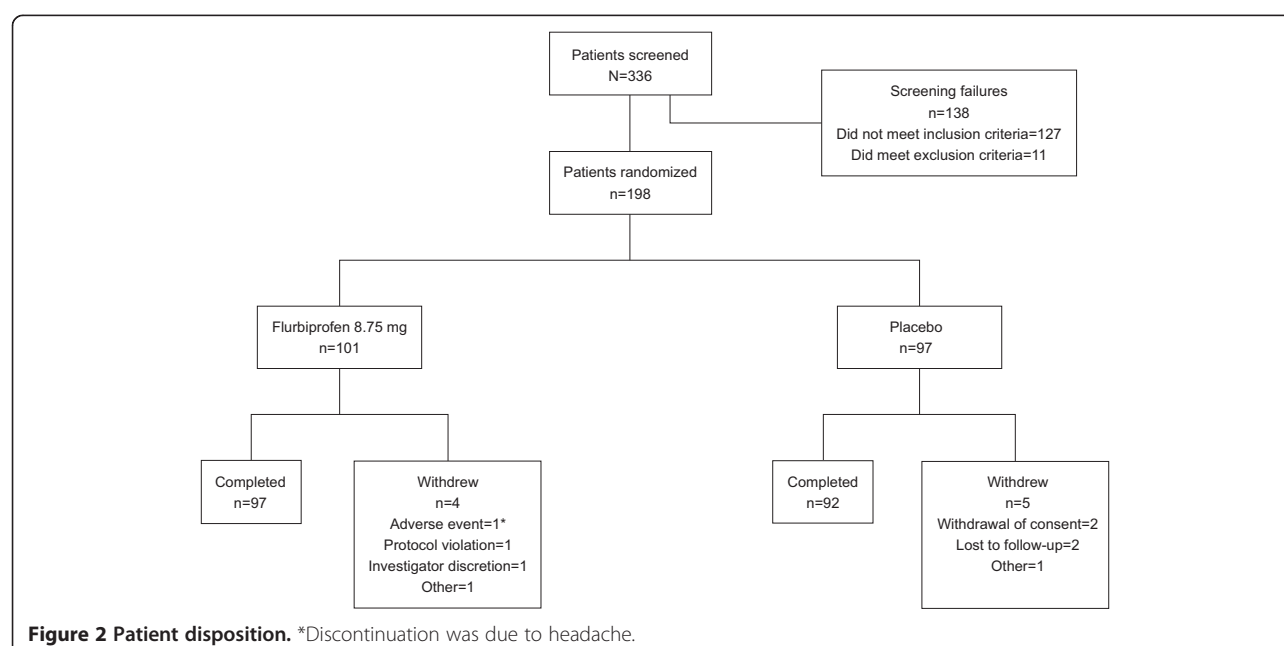 Patients screened
N=336
Screening failures
n=138
Did not meet inclusion criteria=127
Did meet exclusion criteria=11
Patients randomized
n=198
Flurbiprofen 8.75 mg
n=101
Placebo
n=97
Completed
n=97
Withdrew
n=4
Adverse event=1*
Protocol violation=1
Investigator discretion=1
Other=1
Completed
n=92
Withdrew
n=5
Withdrawal of consent=2
Lost to follow-up=2
Other=1
Figure 2 Patient disposition. *Discontinuation was due to headache.